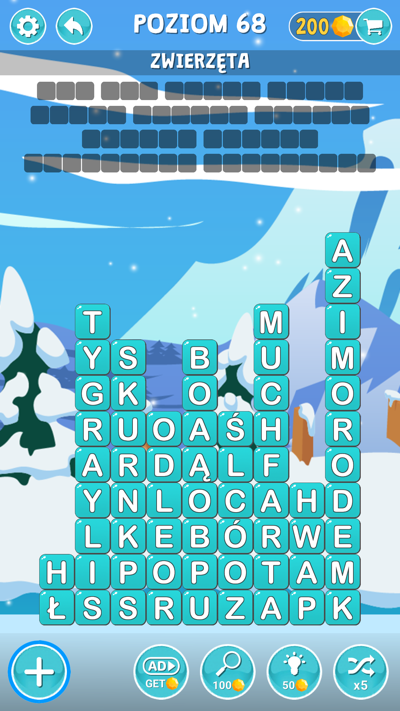 POZIOM 68
200
ZWIERZĘTA
A
Z
T M I
Y S B U M
G K O C O
R U O A Ś H R
A R D Ą L F O
Y N L O C A H D
L K E B Ó R W E
H I P O P O T A M
Ł S S R U Z A P K
AD
GET
100
50
x5